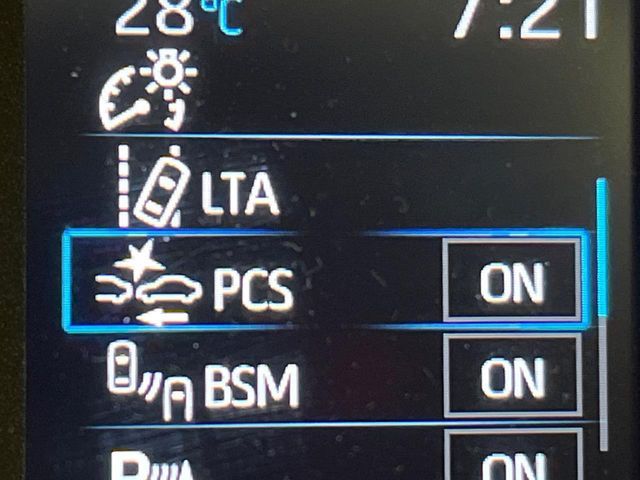 28°C 7:21
LTA
PCS ON
BSM ON
P ON